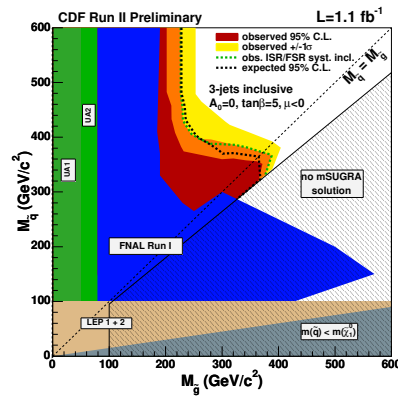 CDF Run II Preliminary L=1.1 fb⁻¹
observed 95% C.L.
observed +/-1σ
obs. ISR/FSR syst. incl.
expected 95% C.L.
3-jets inclusive
A₀=0, tanβ=5, μ<0
M_q̃ = M_g̃
UA1
UA2
no mSUGRA
solution
FNAL Run I
LEP 1 + 2
m(q̃) < m(χ̃₁⁰)
M_q̃ (GeV/c²)
600
500
400
300
200
100
0
0 100 200 300 400 500 600
M_g̃ (GeV/c²)